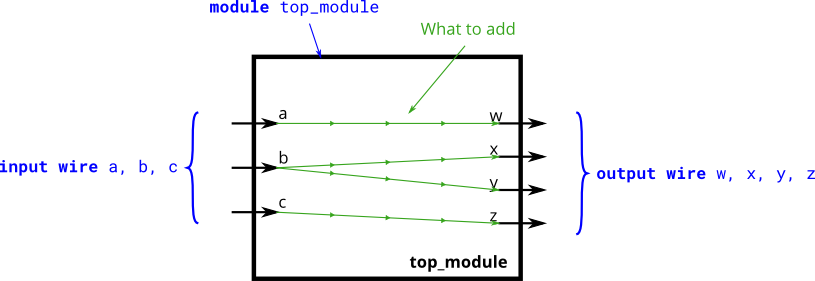 module top_module
What to add
a
w
b
x
input wire a, b, c
output wire w, x, y, z
y
c
z
top_module